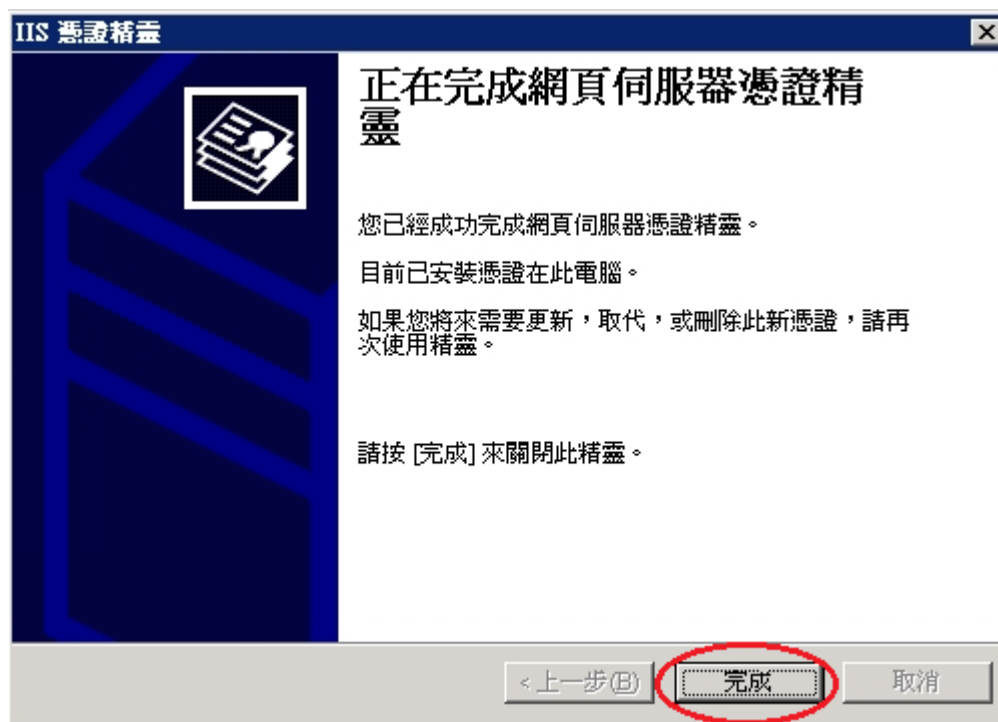 IIS 憑證精靈
正在完成網頁伺服器憑證精
靈
您已經成功完成網頁伺服器憑證精靈。
目前已安裝憑證在此電腦。
如果您將來需要更新，取代，或刪除此新憑證，請再
次使用精靈。
請按 [完成] 來關閉此精靈。
< 上一步(B)
完成
取消